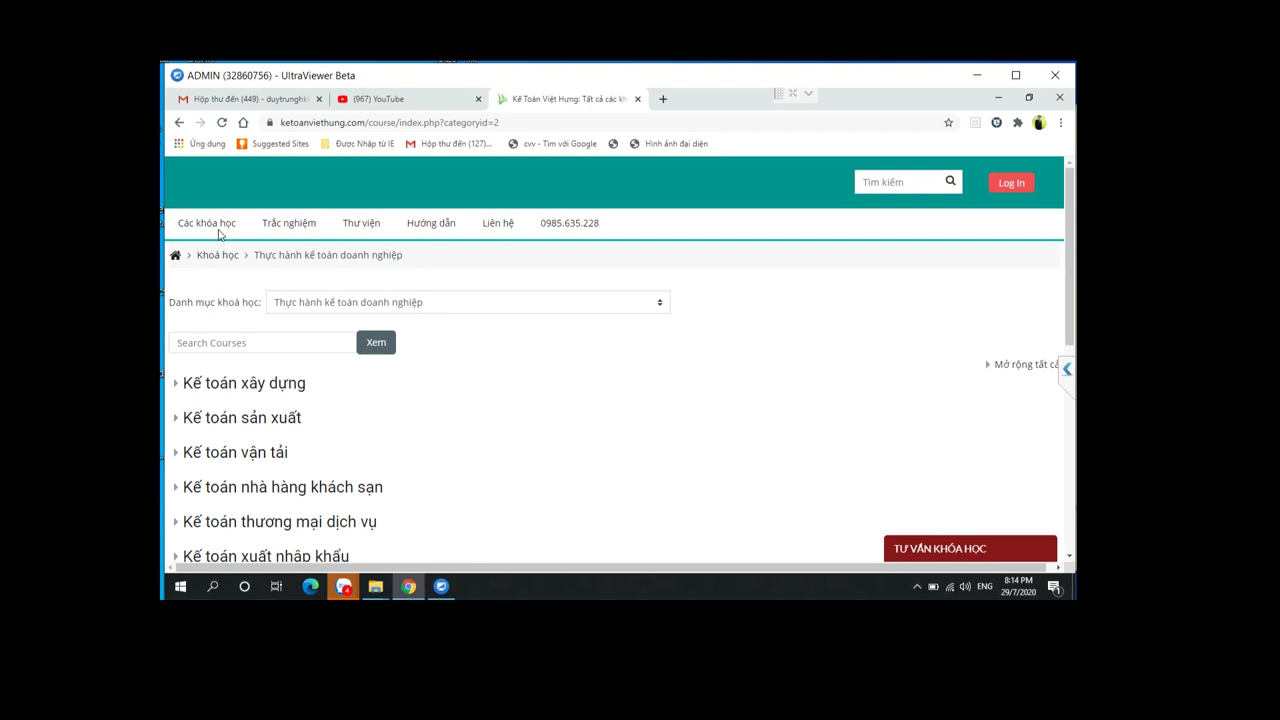 ADMIN (32860756) - UltraViewer Beta
Hộp thư đến (449) - duytrunghk
(967) YouTube
Kế Toán Việt Hưng: Tất cả các kh
ketoanviethung.com/course/index.php?categoryid=2
Ứng dụng
Suggested Sites
Được Nhập từ IE
Hộp thư đến (127)...
cvv - Tìm với Google
Hình ảnh đại diện
Tìm kiếm
Log In
Các khóa học
Trắc nghiệm
Thư viện
Hướng dẫn
Liên hệ
0985.635.228
Khoá học
Thực hành kế toán doanh nghiệp
Danh mục khoá học:
Thực hành kế toán doanh nghiệp
Search Courses
Xem
Mở rộng tất cả
Kế toán xây dựng
Kế toán sản xuất
Kế toán vận tải
Kế toán nhà hàng khách sạn
Kế toán thương mại dịch vụ
Kế toán xuất nhập khẩu
TƯ VẤN KHÓA HỌC
4
ENG
8:14 PM
29/7/2020
1